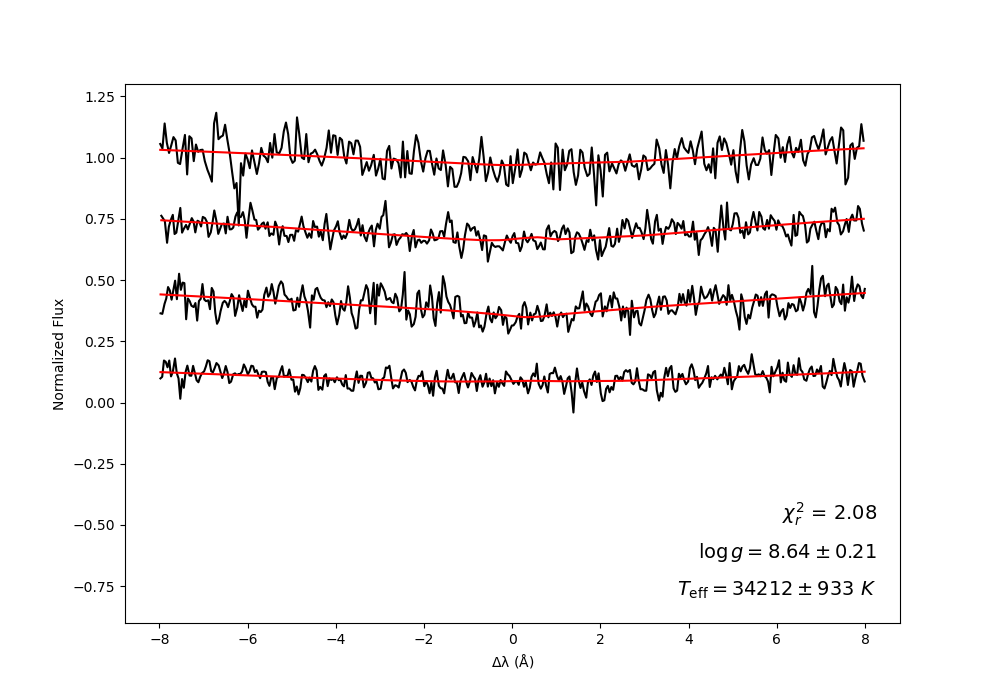 1.25
1.00
0.75
0.50
0.25
0.00
−0.25
−0.50
−0.75
Normalized Flux
χ²ᵣ = 2.08
log g = 8.64 ± 0.21
T_eff = 34212 ± 933 K
−8 −6 −4 −2 0 2 4 6 8
Δλ (Å)